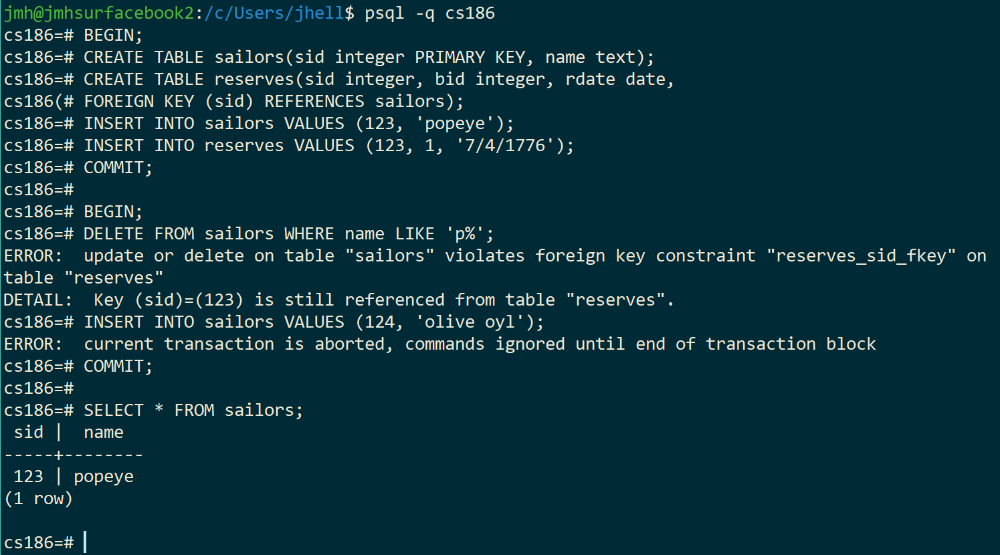 jmh@jmhsurfacebook2:/c/Users/jhell$ psql -q cs186
cs186=# BEGIN;
cs186=# CREATE TABLE sailors(sid integer PRIMARY KEY, name text);
cs186=# CREATE TABLE reserves(sid integer, bid integer, rdate date,
cs186(# FOREIGN KEY (sid) REFERENCES sailors);
cs186=# INSERT INTO sailors VALUES (123, 'popeye');
cs186=# INSERT INTO reserves VALUES (123, 1, '7/4/1776');
cs186=# COMMIT;
cs186=#
cs186=# BEGIN;
cs186=# DELETE FROM sailors WHERE name LIKE 'p%';
ERROR:  update or delete on table "sailors" violates foreign key constraint "reserves_sid_fkey" on
table "reserves"
DETAIL:  Key (sid)=(123) is still referenced from table "reserves".
cs186=# INSERT INTO sailors VALUES (124, 'olive oyl');
ERROR:  current transaction is aborted, commands ignored until end of transaction block
cs186=# COMMIT;
cs186=#
cs186=# SELECT * FROM sailors;
 sid |  name
-----+--------
 123 | popeye
(1 row)

cs186=#